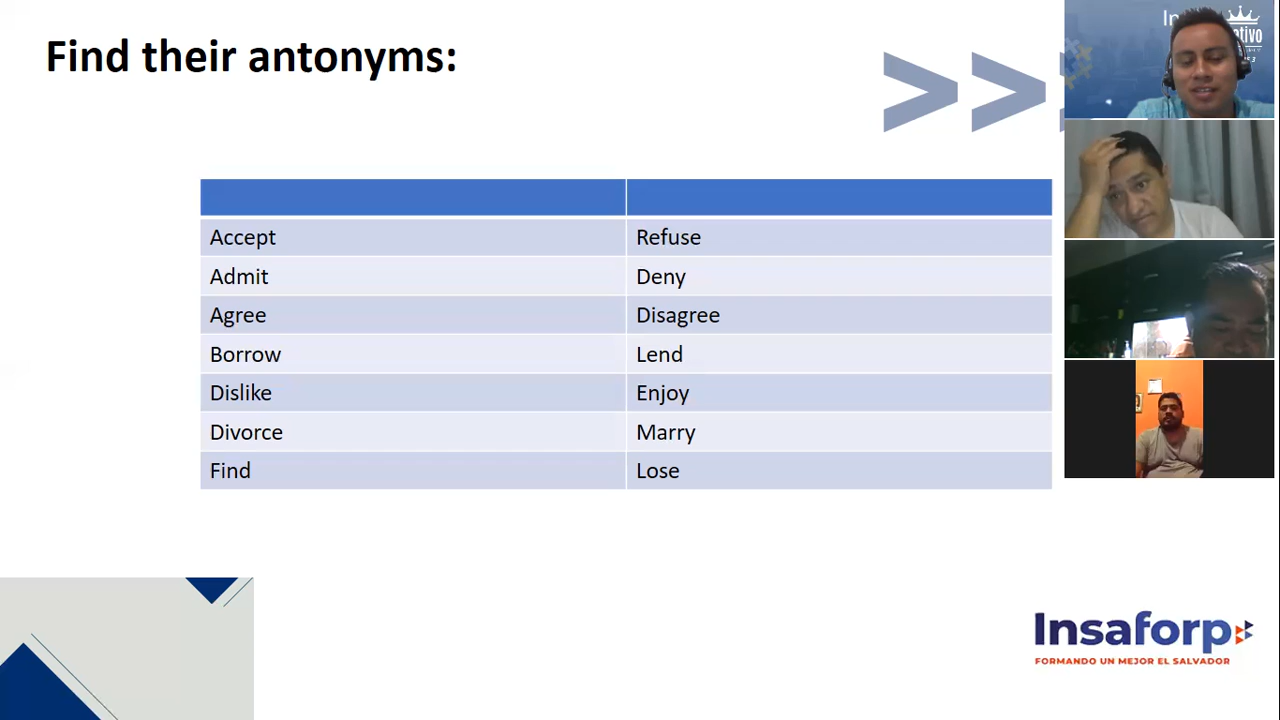 Find their antonyms:
>>
Accept Refuse
Admit Deny
Agree Disagree
Borrow Lend
Dislike Enjoy
Divorce Marry
Find Lose
Insaforp
FORMANDO UN MEJOR EL SALVADOR